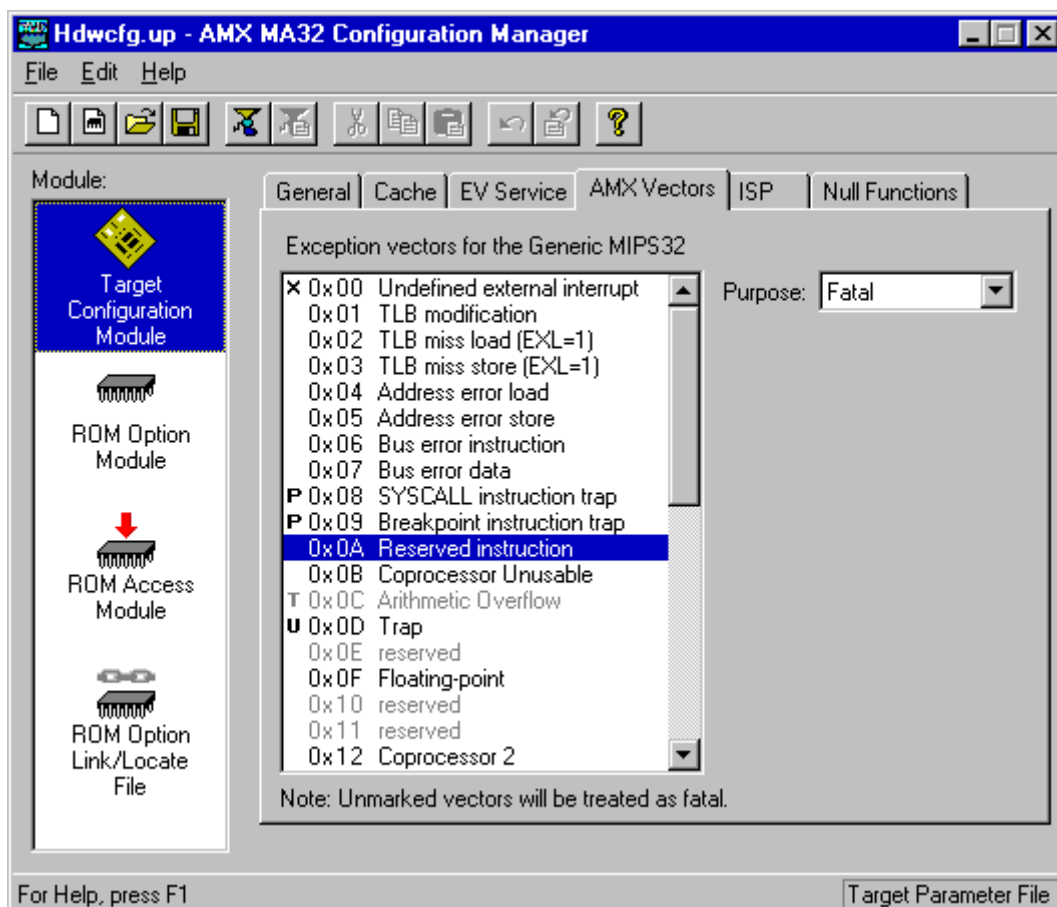 Hdwcfg.up - AMX MA32 Configuration Manager
File Edit Help
Module:
Target
Configuration
Module
ROM Option
Module
ROM Access
Module
ROM Option
Link/Locate
File
General Cache EV Service AMX Vectors ISP Null Functions
Exception vectors for the Generic MIPS32
X 0x00 Undefined external interrupt
0x01 TLB modification
0x02 TLB miss load (EXL=1)
0x03 TLB miss store (EXL=1)
0x04 Address error load
0x05 Address error store
0x06 Bus error instruction
0x07 Bus error data
P 0x08 SYSCALL instruction trap
P 0x09 Breakpoint instruction trap
0x0A Reserved instruction
0x0B Coprocessor Unusable
T 0x0C Arithmetic Overflow
U 0x0D Trap
0x0E reserved
0x0F Floating-point
0x10 reserved
0x11 reserved
0x12 Coprocessor 2
Purpose: Fatal
Note: Unmarked vectors will be treated as fatal.
For Help, press F1
Target Parameter File